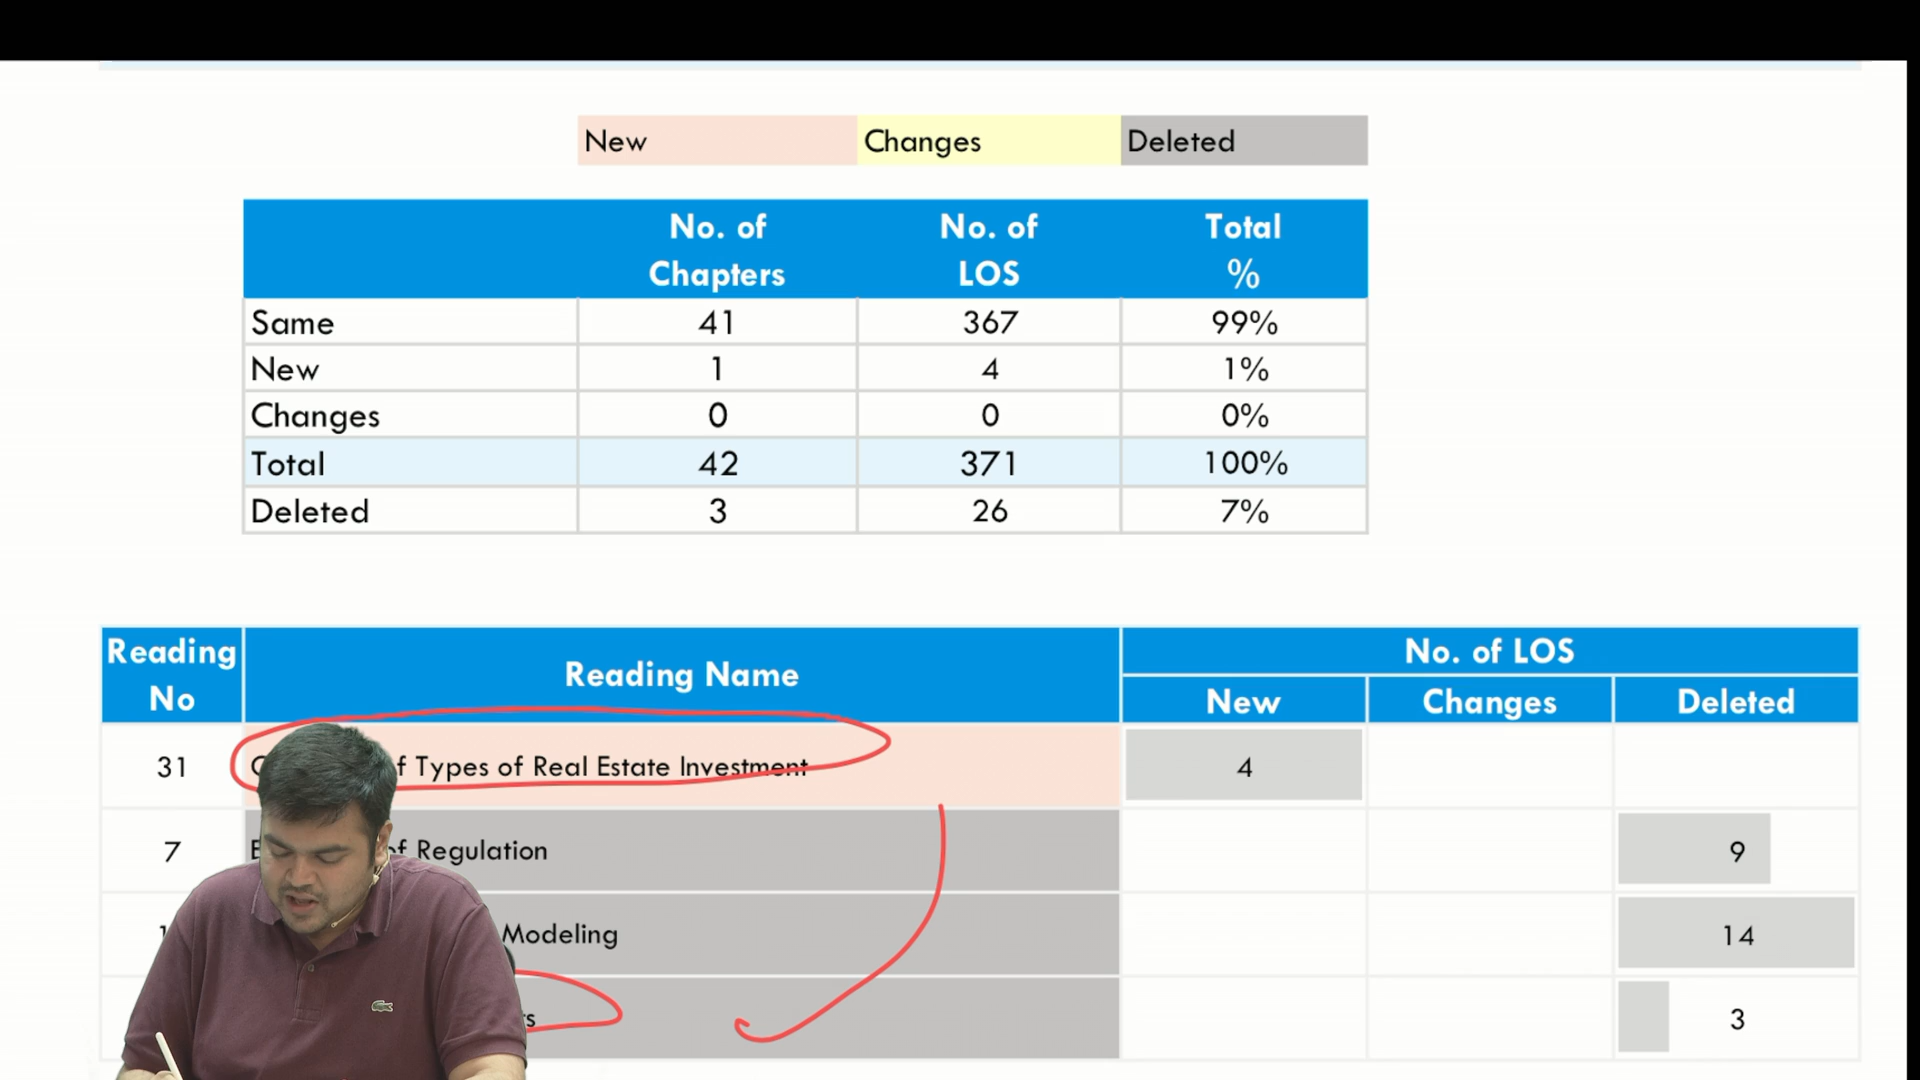 New Changes Deleted
No. of Chapters No. of LOS Total %
Same 41 367 99%
New 1 4 1%
Changes 0 0 0%
Total 42 371 100%
Deleted 3 26 7%
Reading No Reading Name No. of LOS
New Changes Deleted
31 of Types of Real Estate Investment 4
7 of Regulation 9
Modeling 14
3